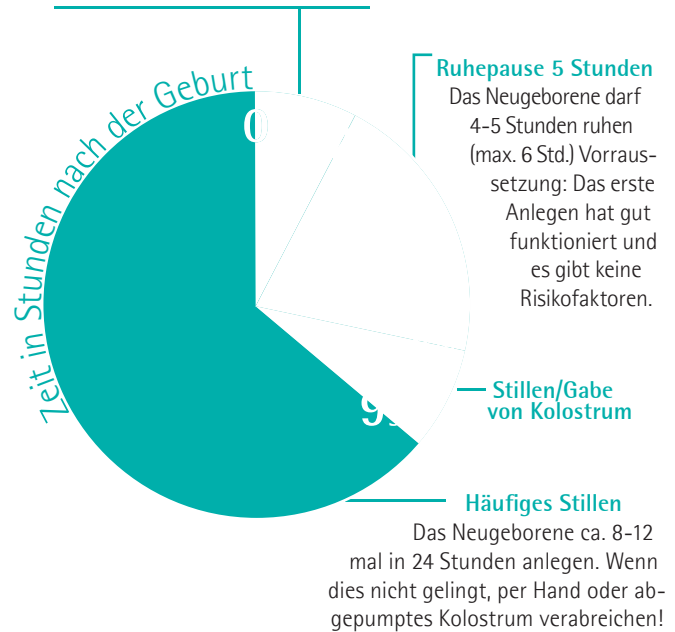 Zeit in Stunden nach der Geburt
0
Ruhepause 5 Stunden
Das Neugeborene darf
4-5 Stunden ruhen
(max. 6 Std.) Vorraus-
setzung: Das erste
Anlegen hat gut
funktioniert und
es gibt keine
Risikofaktoren.
Stillen/Gabe
von Kolostrum
Häufiges Stillen
Das Neugeborene ca. 8-12
mal in 24 Stunden anlegen. Wenn
dies nicht gelingt, per Hand oder ab-
gepumptes Kolostrum verabreichen!